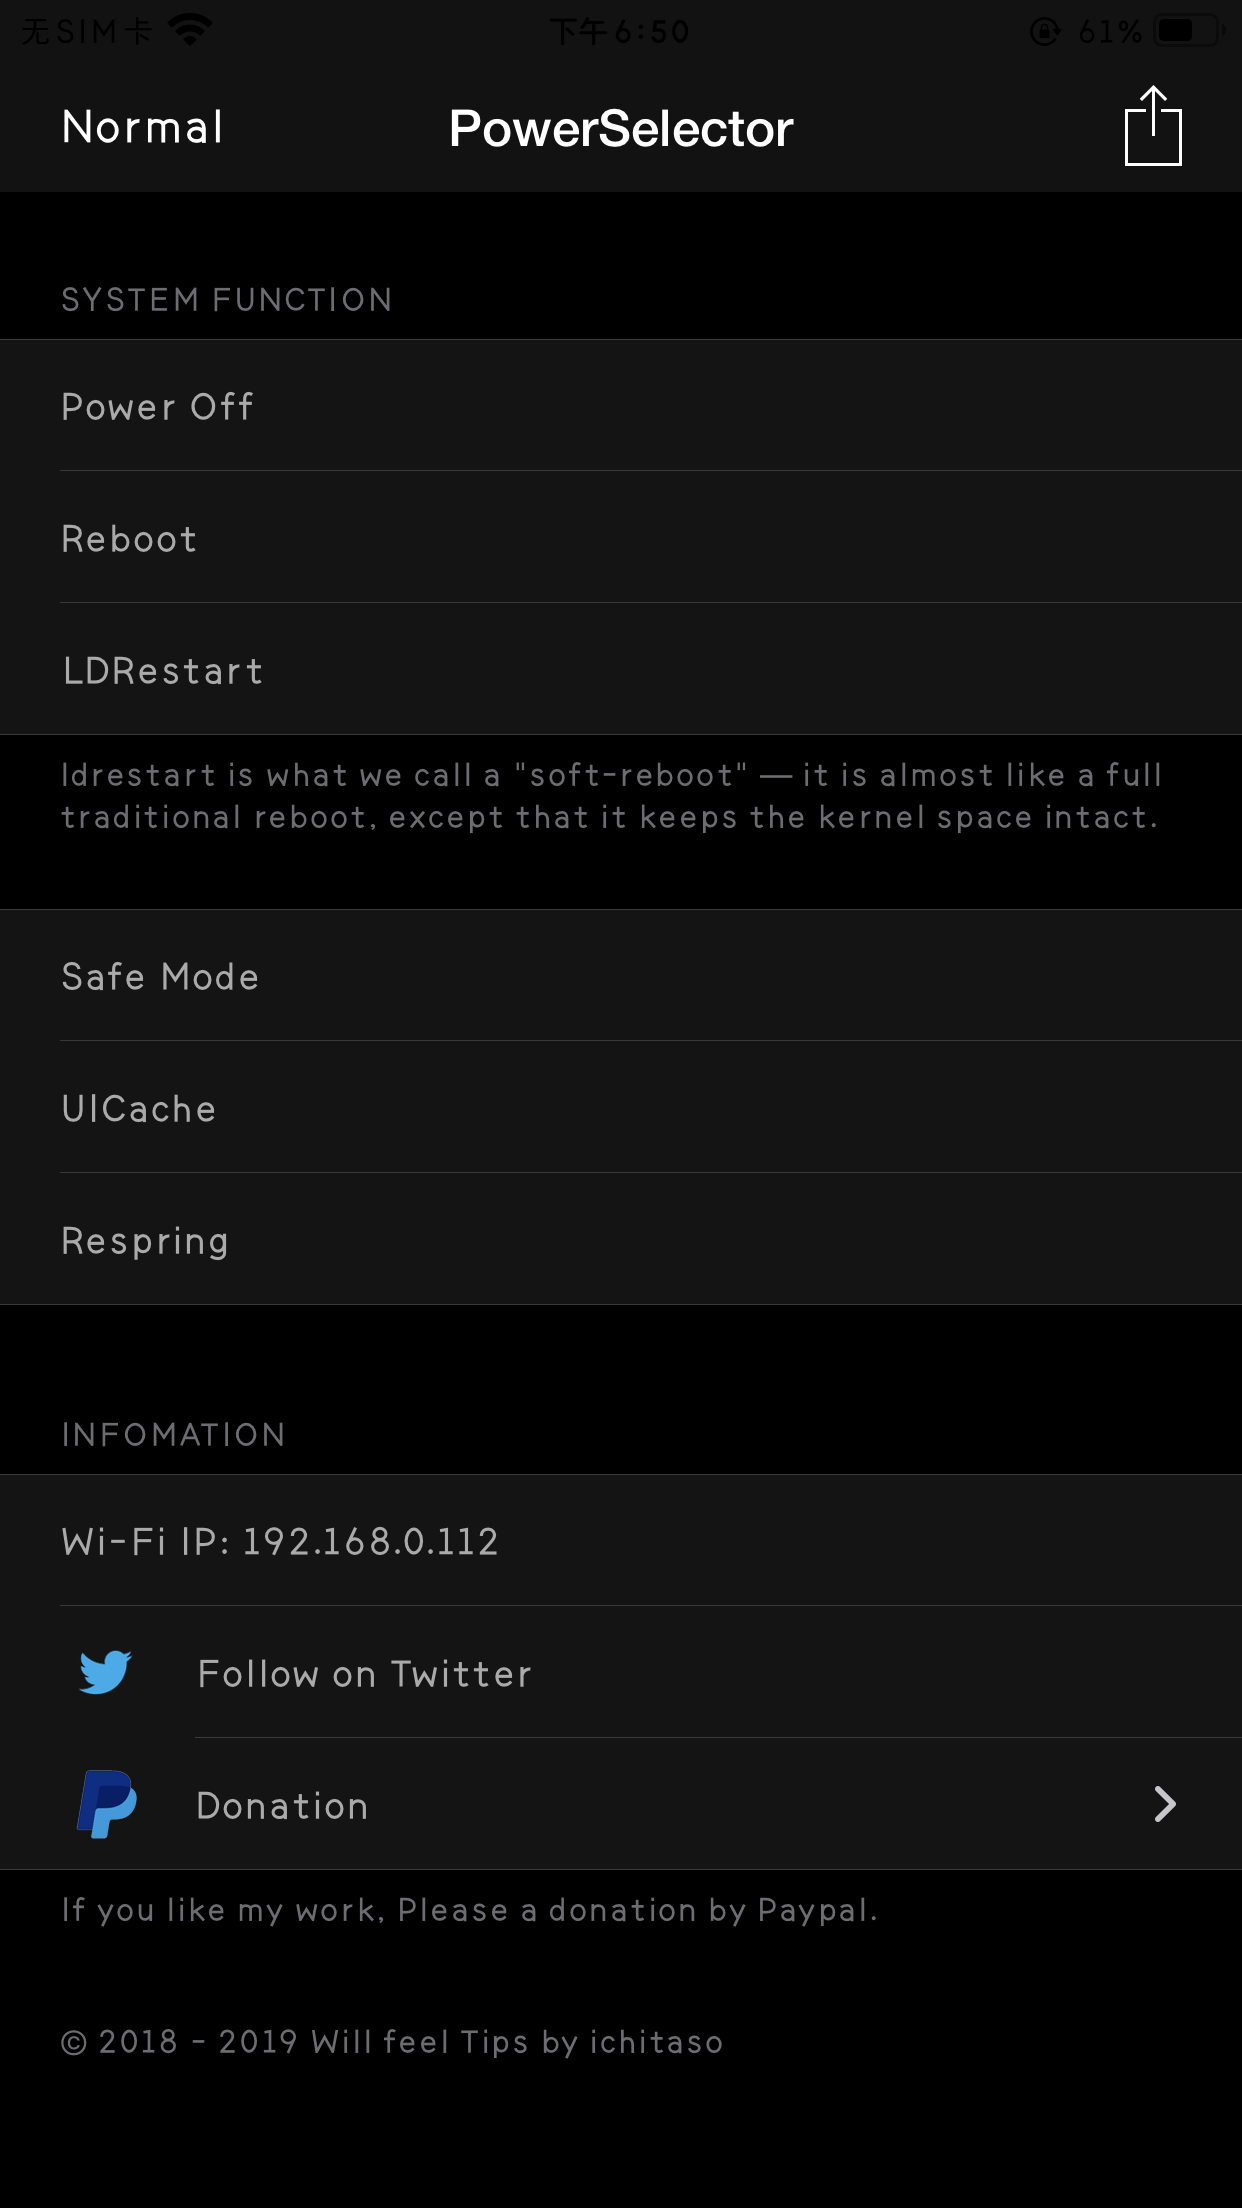 无SIM卡 下午6:50 61%
Normal PowerSelector
SYSTEM FUNCTION
Power Off
Reboot
LDRestart
ldrestart is what we call a "soft-reboot" — it is almost like a full
traditional reboot, except that it keeps the kernel space intact.
Safe Mode
UICache
Respring
INFOMATION
Wi-Fi IP: 192.168.0.112
Follow on Twitter
Donation
If you like my work, Please a donation by Paypal.
© 2018 - 2019 Will feel Tips by ichitaso